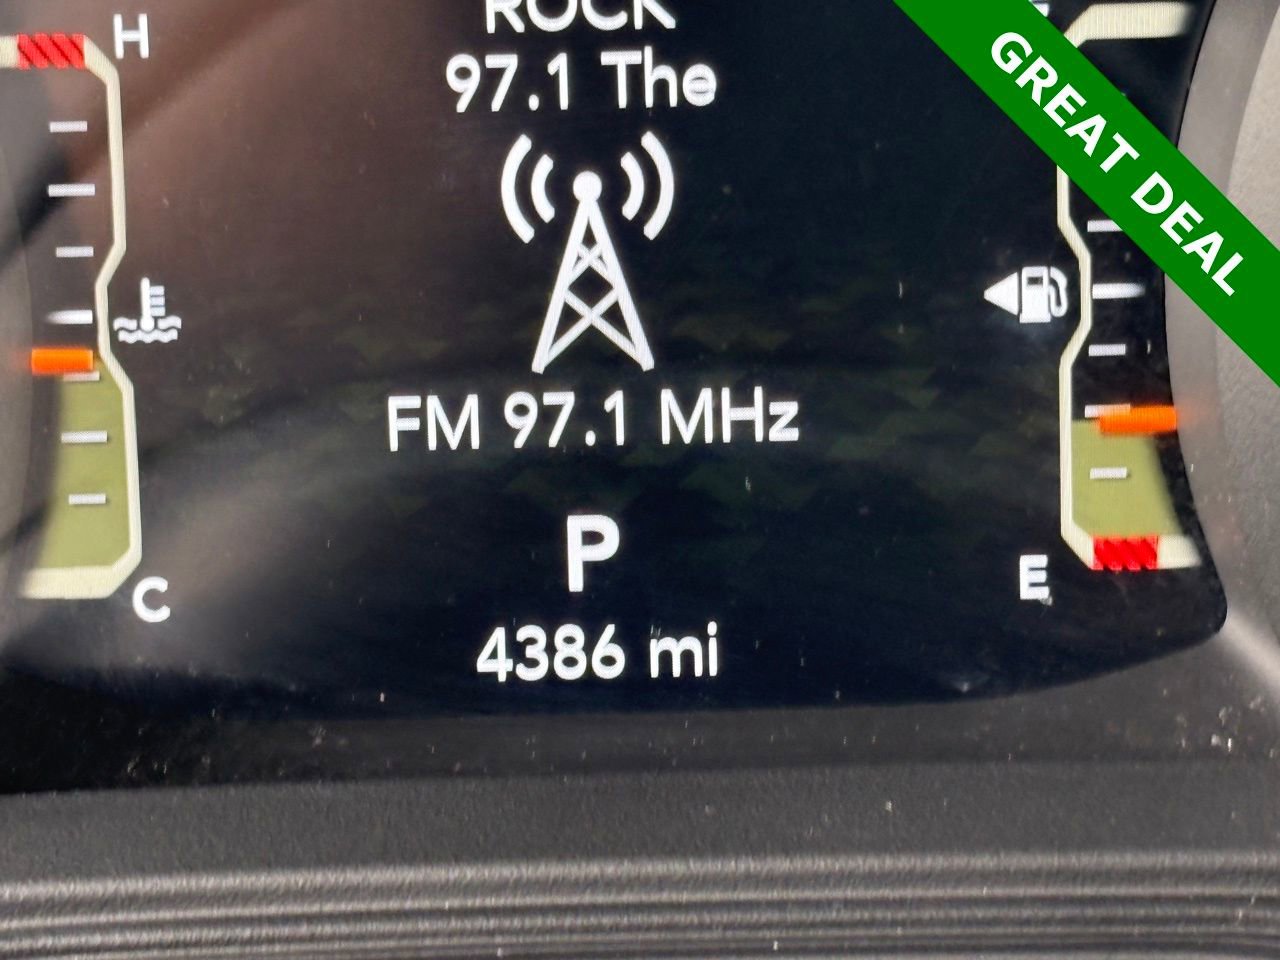 ROCK
97.1 The
H
GREAT DEAL
FM 97.1 MHz
P
C
E
4386 mi